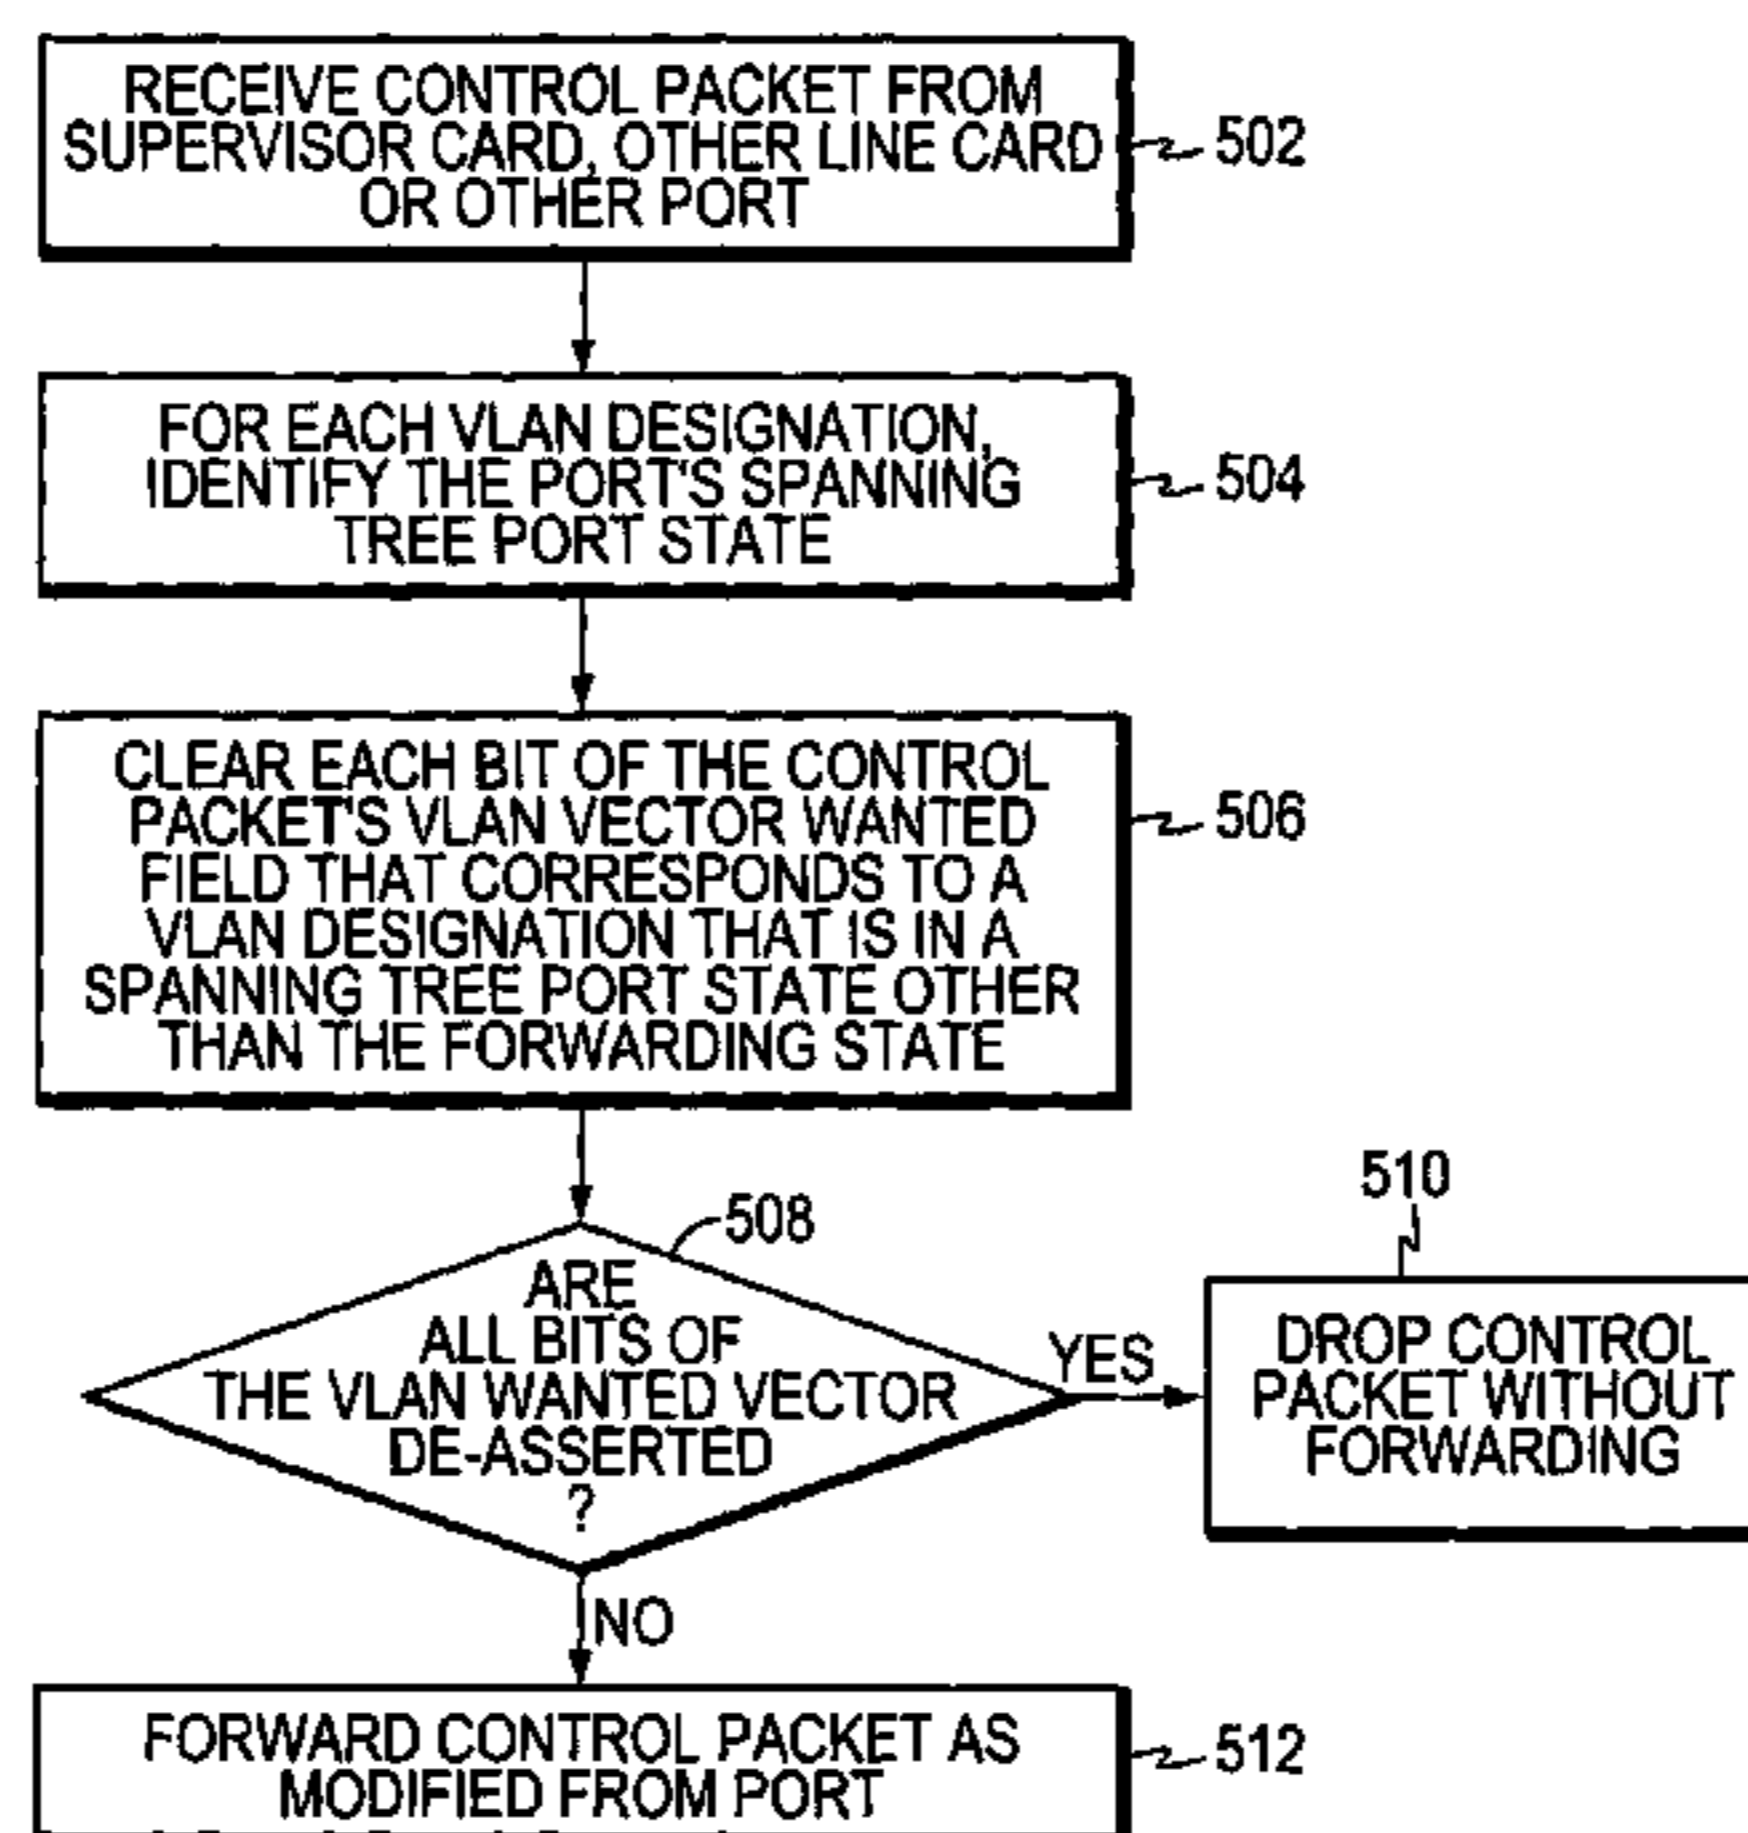 RECEIVE CONTROL PACKET FROM
SUPERVISOR CARD, OTHER LINE CARD
OR OTHER PORT
502
FOR EACH VLAN DESIGNATION,
IDENTIFY THE PORT'S SPANNING
TREE PORT STATE
504
CLEAR EACH BIT OF THE CONTROL
PACKET'S VLAN VECTOR WANTED
FIELD THAT CORRESPONDS TO A
VLAN DESIGNATION THAT IS IN A
SPANNING TREE PORT STATE OTHER
THAN THE FORWARDING STATE
506
508
ARE
ALL BITS OF
THE VLAN WANTED VECTOR
DE-ASSERTED
?
YES
510
DROP CONTROL
PACKET WITHOUT
FORWARDING
NO
FORWARD CONTROL PACKET AS
MODIFIED FROM PORT
512